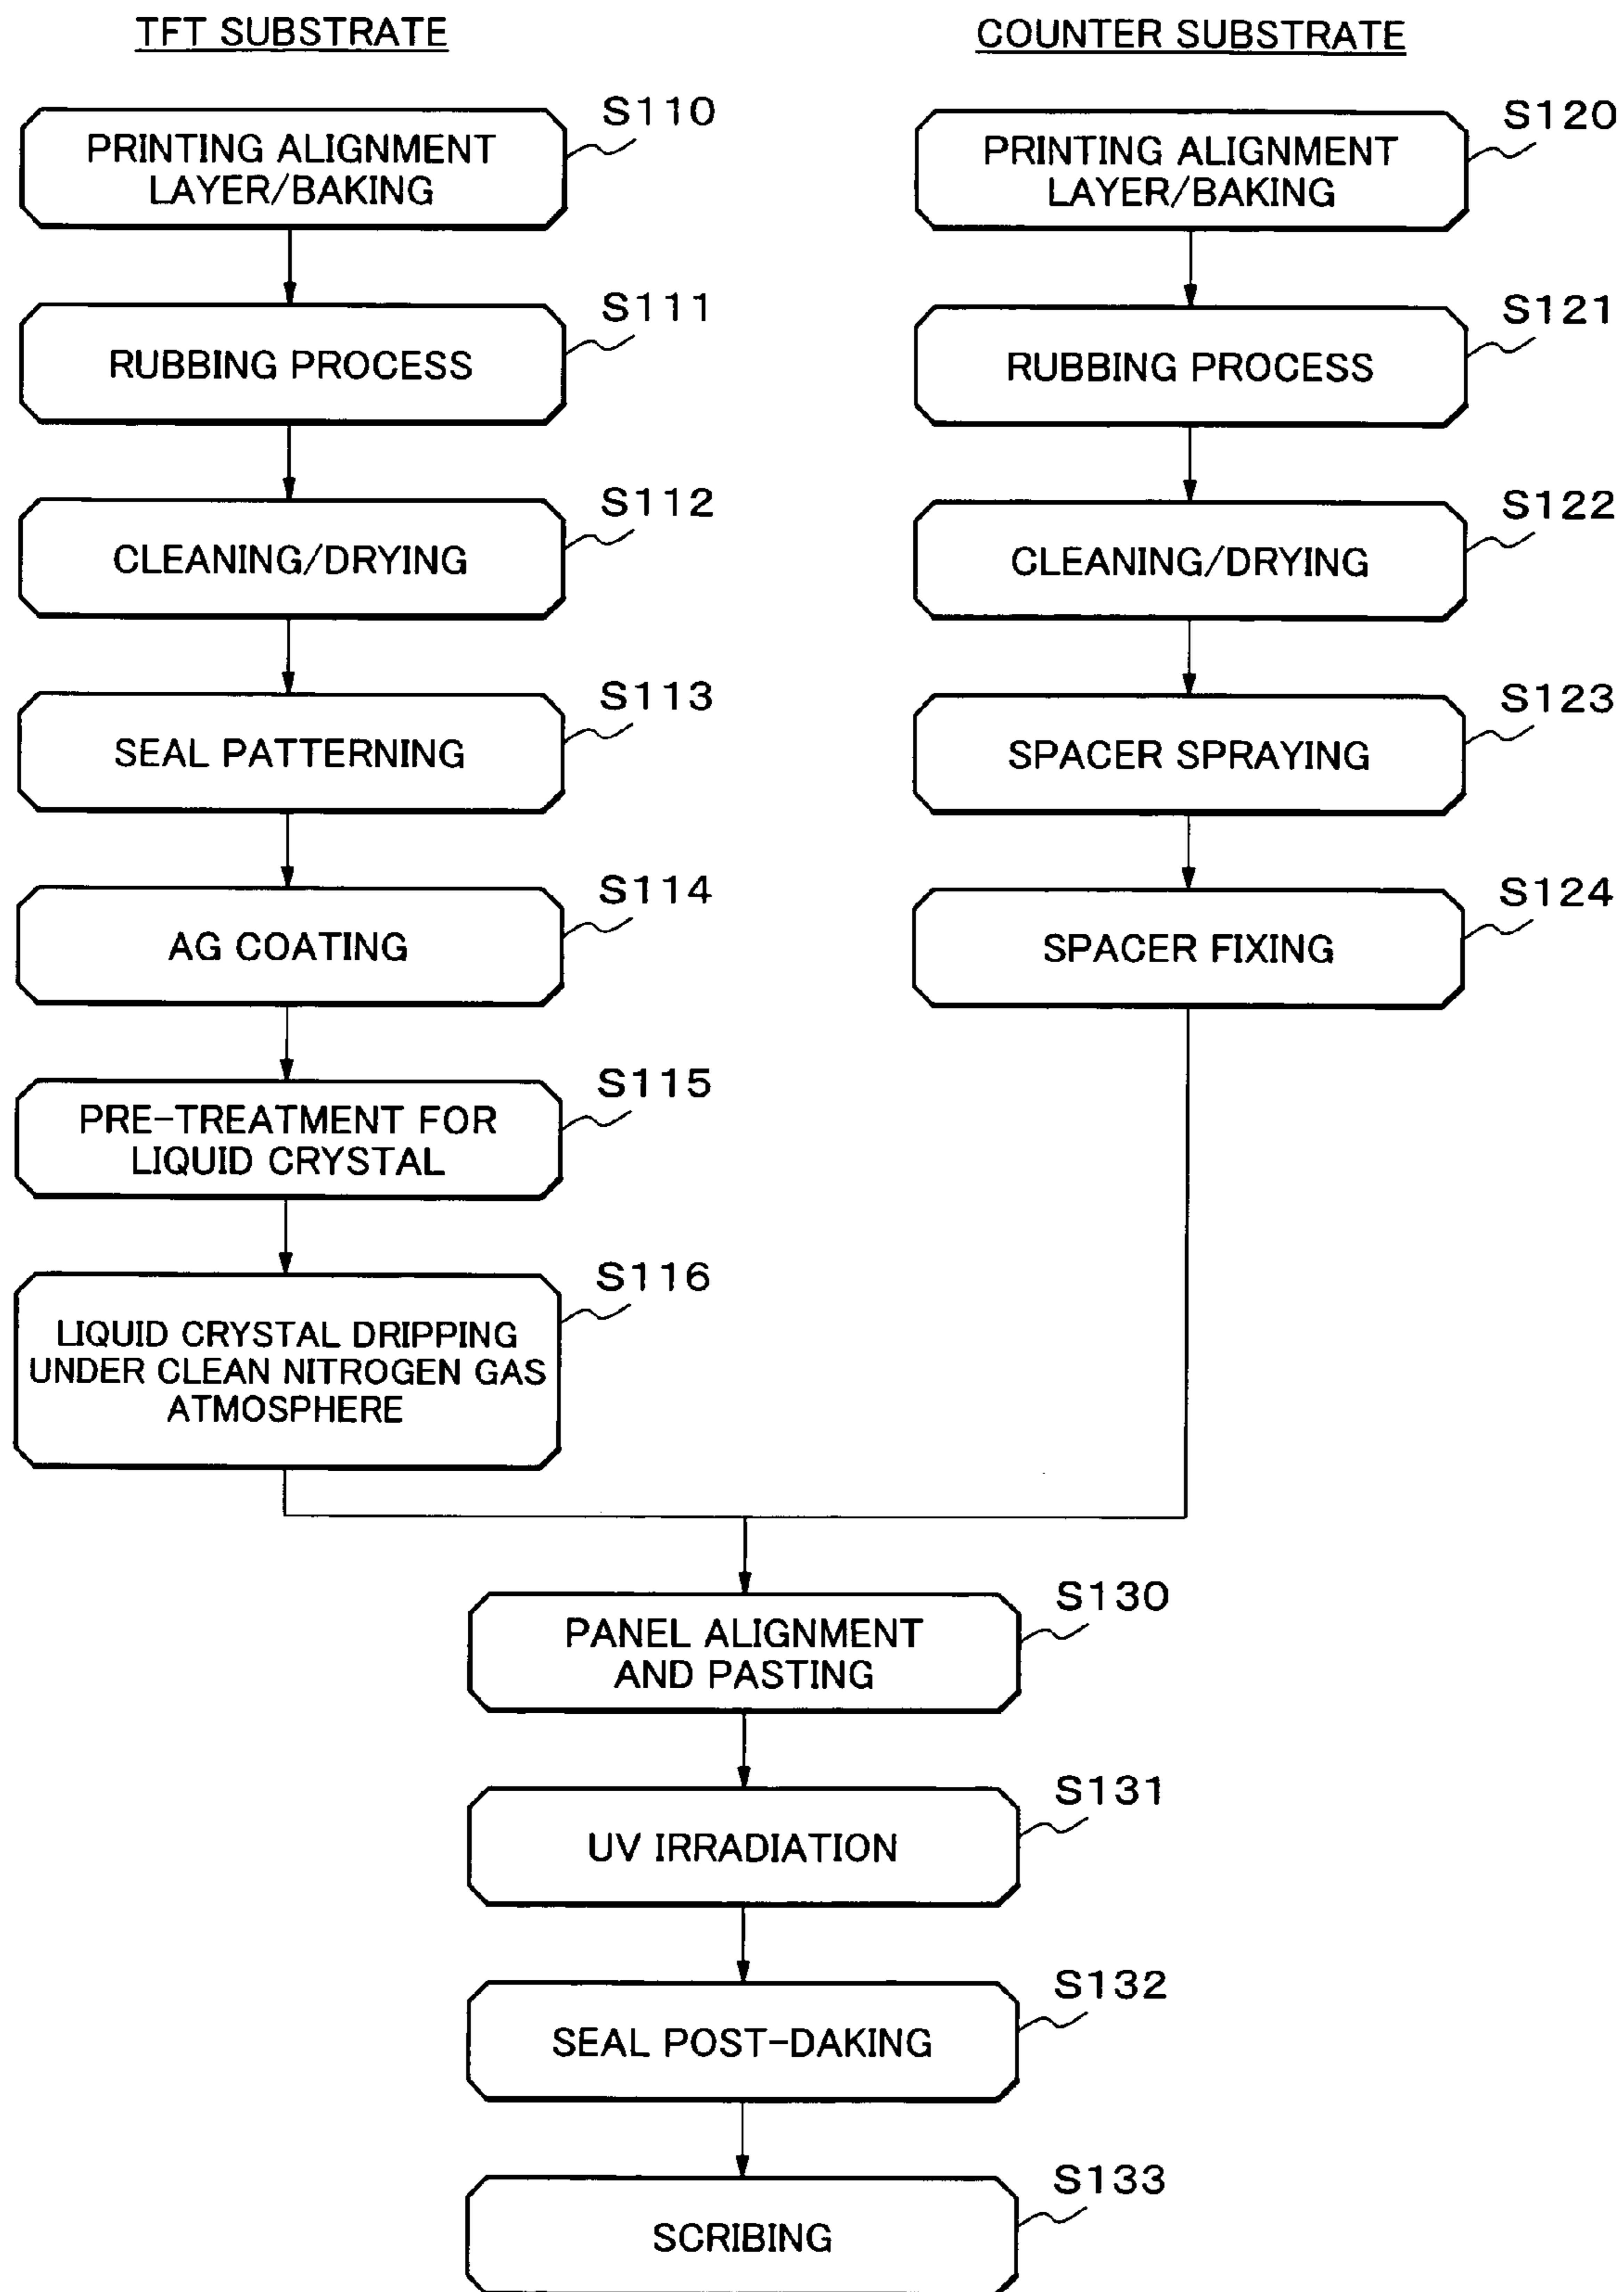 TFT SUBSTRATE
S110
PRINTING ALIGNMENT
LAYER/BAKING
S111
RUBBING PROCESS
S112
CLEANING/DRYING
S113
SEAL PATTERNING
S114
AG COATING
S115
PRE-TREATMENT FOR
LIQUID CRYSTAL
S116
LIQUID CRYSTAL DRIPPING
UNDER CLEAN NITROGEN GAS
ATMOSPHERE
COUNTER SUBSTRATE
S120
PRINTING ALIGNMENT
LAYER/BAKING
S121
RUBBING PROCESS
S122
CLEANING/DRYING
S123
SPACER SPRAYING
S124
SPACER FIXING
S130
PANEL ALIGNMENT
AND PASTING
S131
UV IRRADIATION
S132
SEAL POST-DAKING
S133
SCRIBING